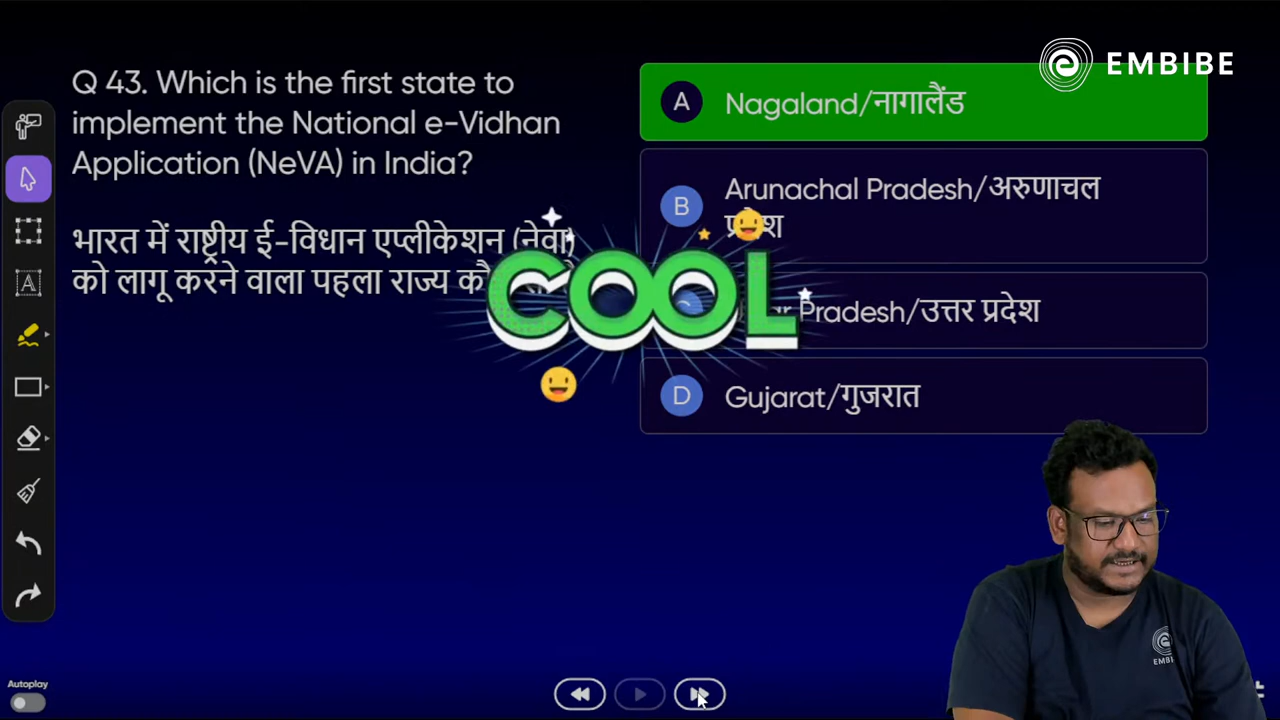 EMBIBE
Q 43. Which is the first state to
implement the National e-Vidhan
Application (NeVA) in India?
भारत में राष्ट्रीय ई-विधान एप्लीकेशन (नेवा)
को लागू करने वाला पहला राज्य
A Nagaland/नागालैंड
B Arunachal Pradesh/अरुणाचल
Pradesh/उत्तर प्रदेश
D Gujarat/गुजरात
COOL
Autoplay
EMBIBE